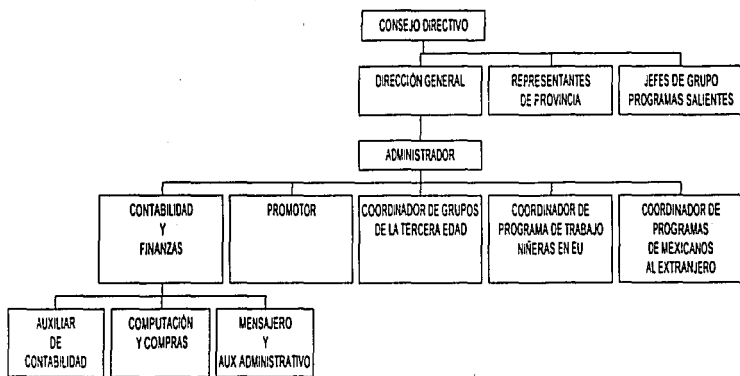 CONSEJO DIRECTIVO
DIRECCIÓN GENERAL
REPRESENTANTES
DE PROVINCIA
JEFES DE GRUPO
PROGRAMAS SALIENTES
ADMINISTRADOR
CONTABILIDAD
Y
FINANZAS
PROMOTOR
COORDINADOR DE GRUPOS
DE LA TERCERA EDAD
COORDINADOR DE
PROGRAMA DE TRABAJO
NIÑERAS EN EU
COORDINADOR DE
PROGRAMAS
DE MEXICANOS
AL EXTRANJERO
AUXILIAR
DE
CONTABILIDAD
COMPUTACIÓN
Y COMPRAS
MENSAJERO
Y
AUX ADMINISTRATIVO